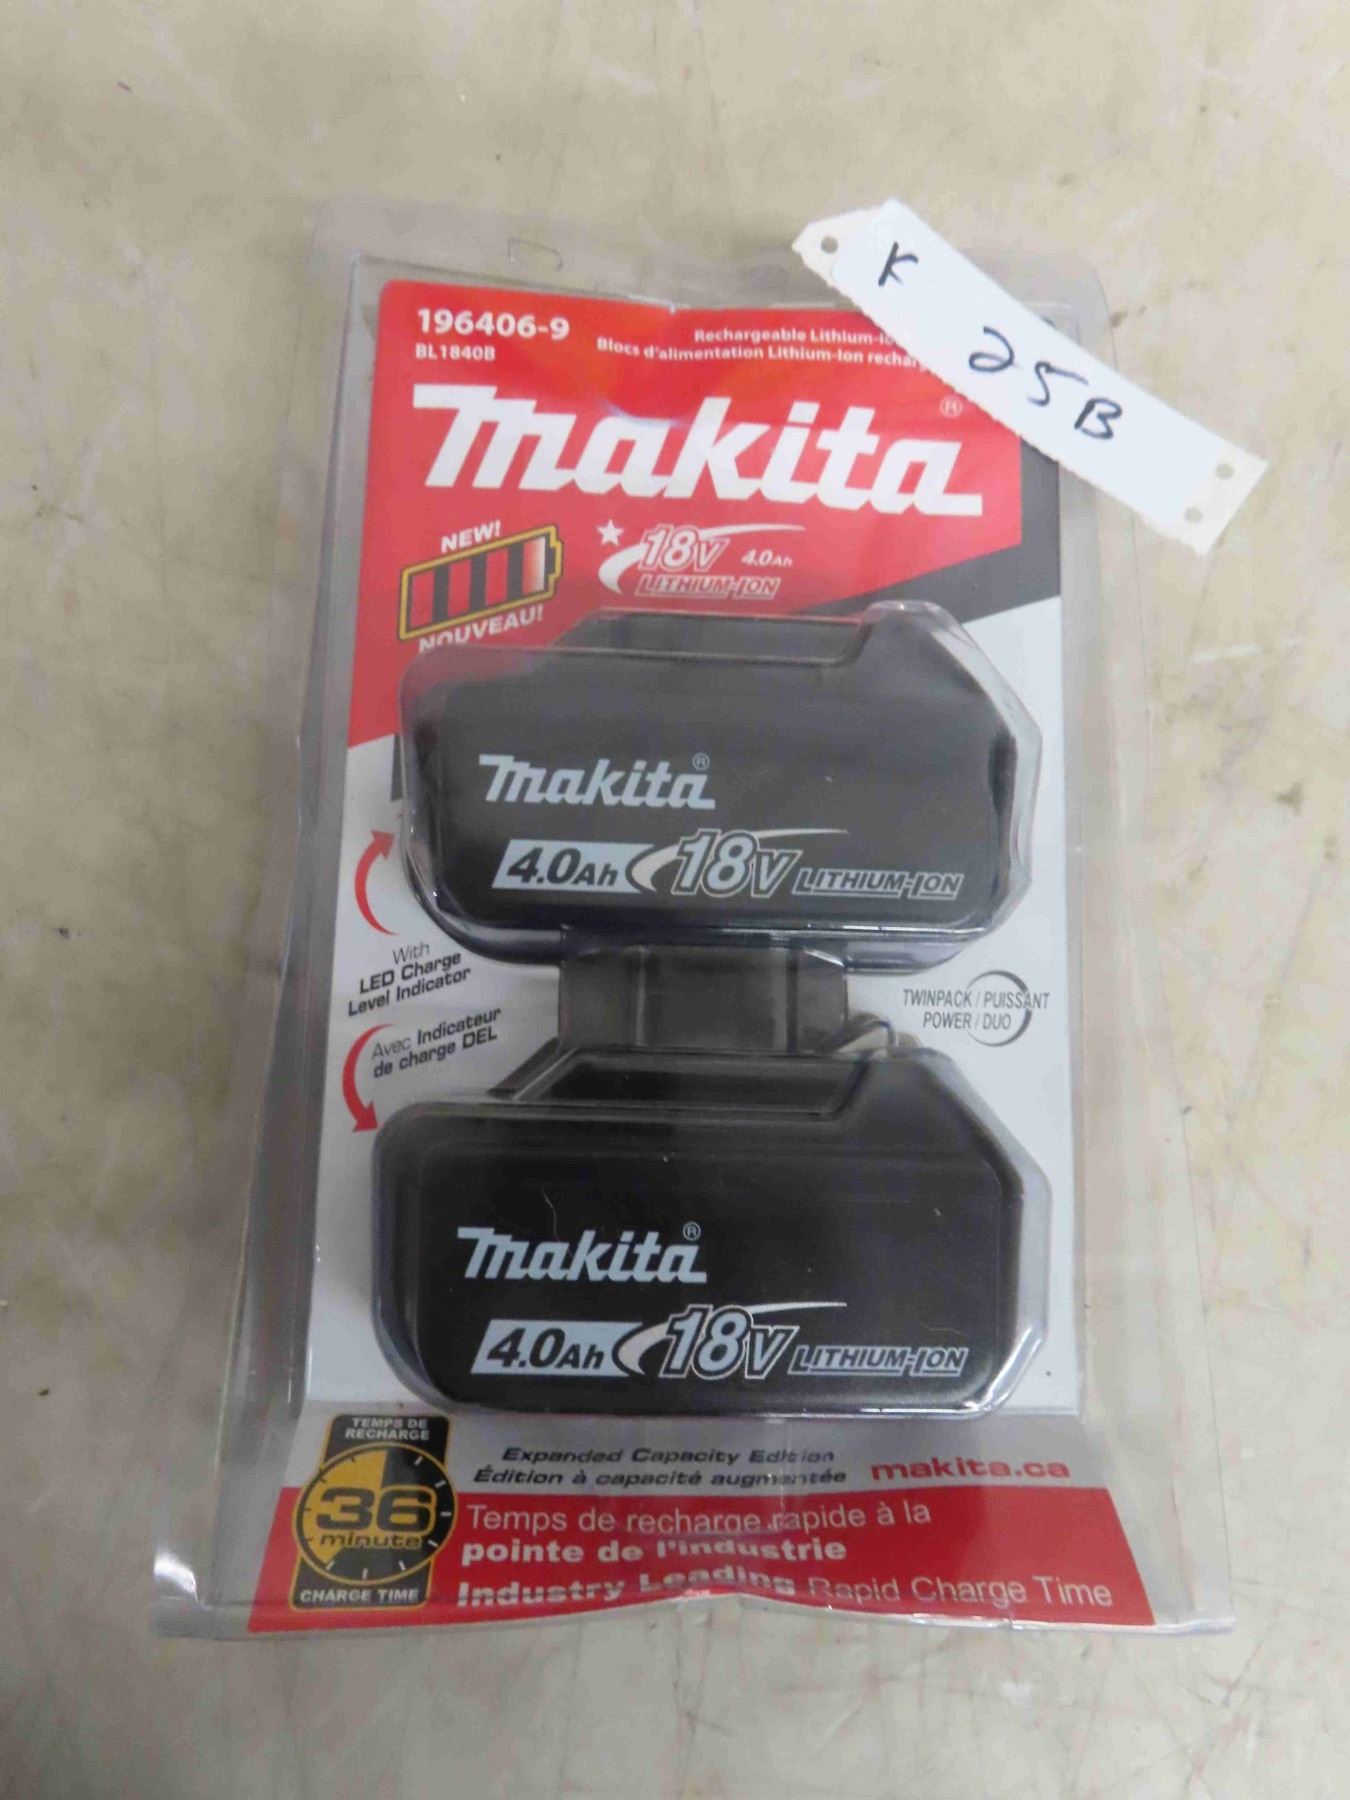 196406-9
BL1840B
Rechargeable Lithium-
Blocs d'alimentation Lithium-Ion
K
25B
makita®
NEW!
NOUVEAU!
18V 4.0Ah
LITHIUM-ION
makita®
4.0Ah 18V LITHIUM-ION
With
LED Charge
Level Indicator
Avec Indicateur
de charge DEL
TWINPACK / PUISSANT
POWER / DUO
makita®
4.0Ah 18V LITHIUM-ION
TEMPS DE
RECHARGE
36
minute
CHARGE TIME
Expanded Capacity Edition
Édition à capacité augmentée
makita.ca
Temps de recharge rapide à la
pointe de l'industrie
Industry Leading Rapid Charge Time